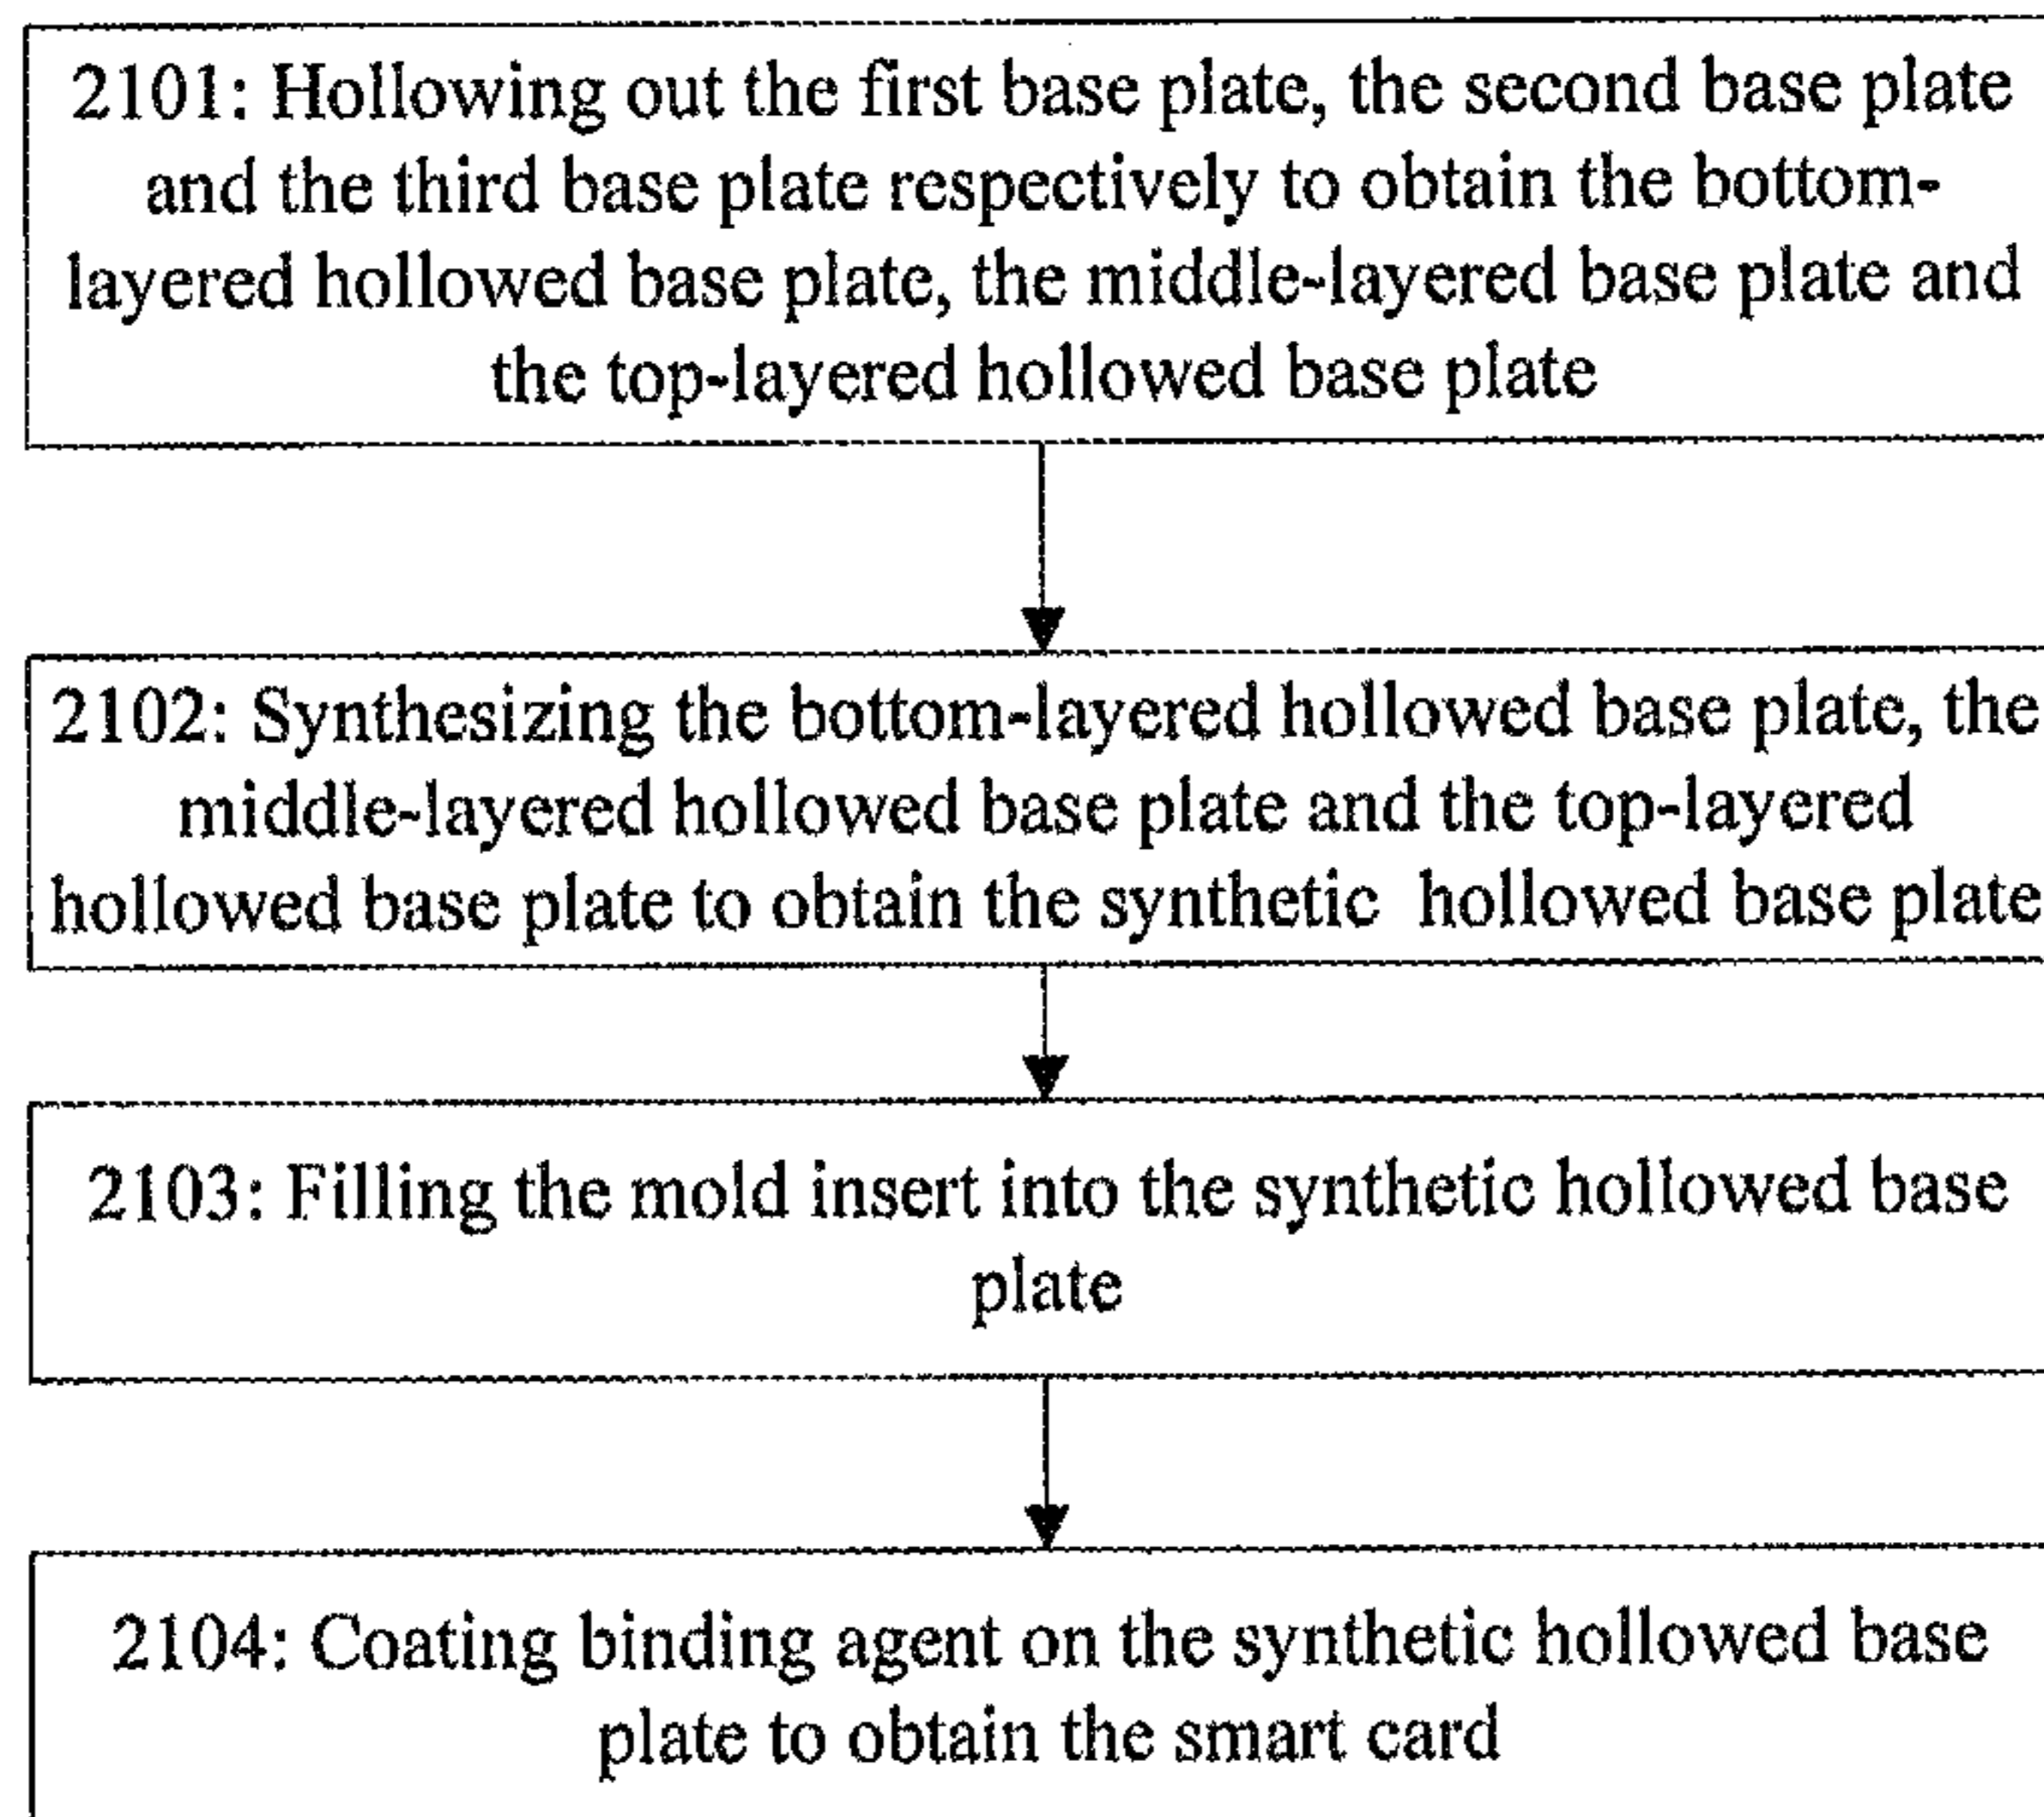 2101: Hollowing out the first base plate, the second base plate
and the third base plate respectively to obtain the bottom-
layered hollowed base plate, the middle-layered base plate and
the top-layered hollowed base plate
2102: Synthesizing the bottom-layered hollowed base plate, the
middle-layered hollowed base plate and the top-layered
hollowed base plate to obtain the synthetic hollowed base plate
2103: Filling the mold insert into the synthetic hollowed base
plate
2104: Coating binding agent on the synthetic hollowed base
plate to obtain the smart card